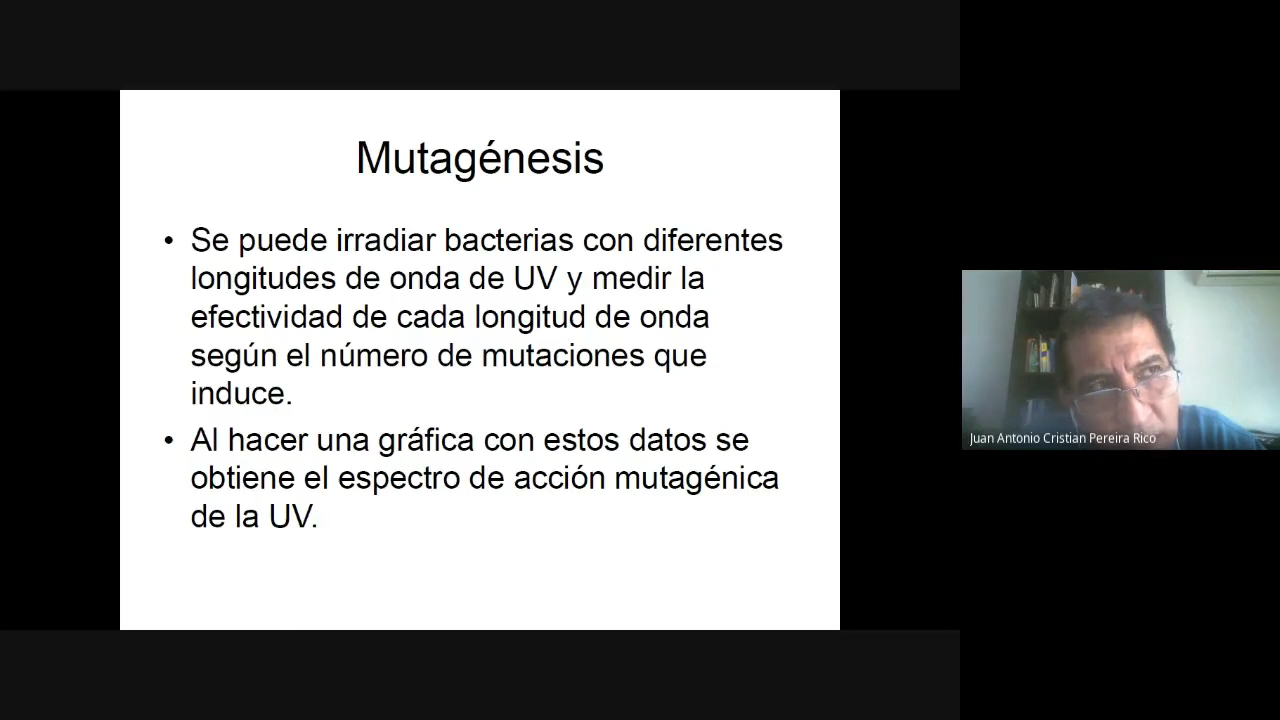 Mutagénesis
• Se puede irradiar bacterias con diferentes
longitudes de onda de UV y medir la
efectividad de cada longitud de onda
según el número de mutaciones que
induce.
• Al hacer una gráfica con estos datos se
obtiene el espectro de acción mutagénica
de la UV.
Juan Antonio Cristian Pereira Rico